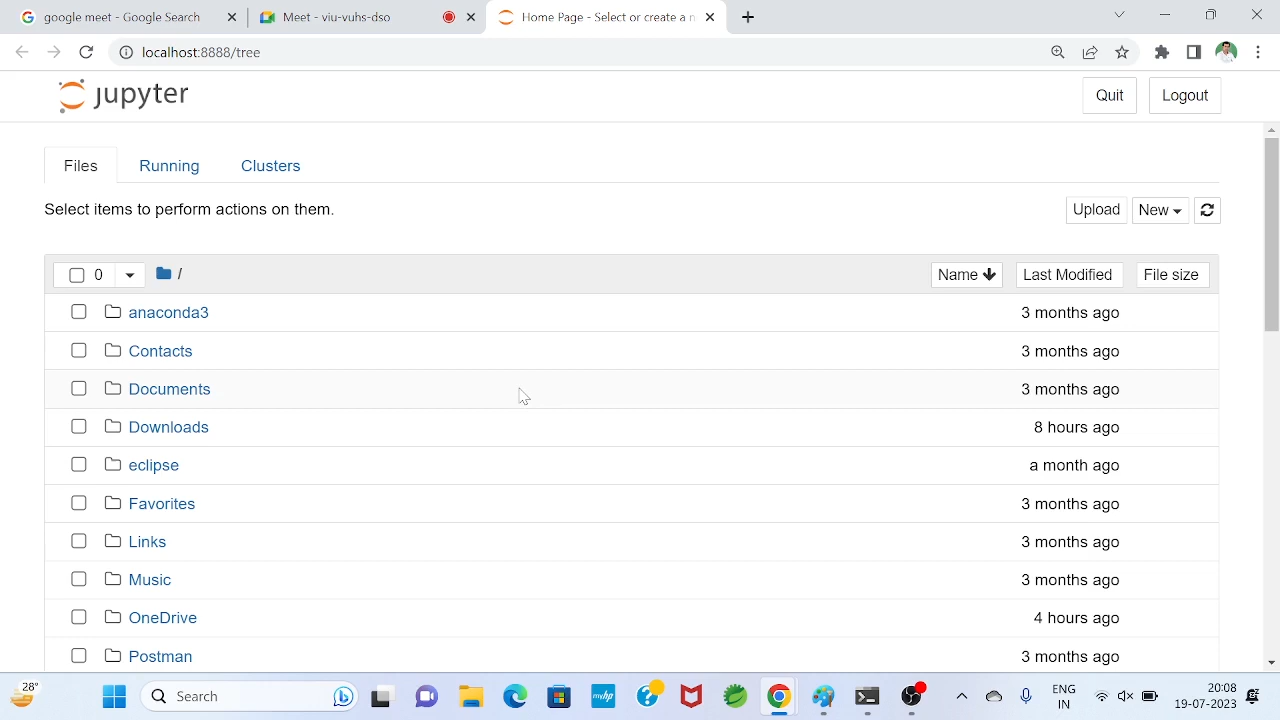 google meet - Google Search
Meet - viu-vuhs-dso
Home Page - Select or create a n
localhost:8888/tree
jupyter
Quit
Logout
Files
Running
Clusters
Select items to perform actions on them.
Upload
New
0
/
Name
Last Modified
File size
anaconda3
3 months ago
Contacts
3 months ago
Documents
3 months ago
Downloads
8 hours ago
eclipse
a month ago
Favorites
3 months ago
Links
3 months ago
Music
3 months ago
OneDrive
4 hours ago
Postman
3 months ago
28°
Search
myhp
ENG
IN
20:08
19-07-2023